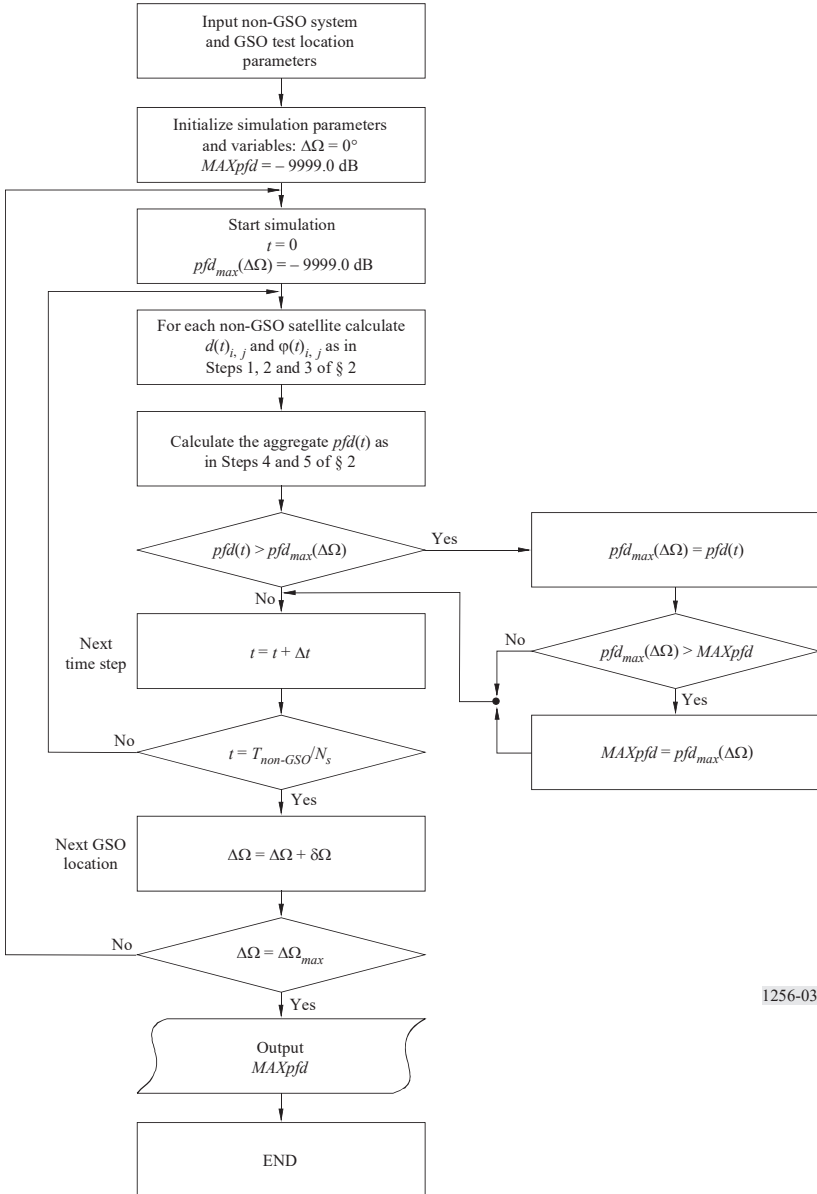 Input non-GSO system
and GSO test location
parameters
Initialize simulation parameters
and variables: ΔΩ = 0°
MAXpfd = – 9999.0 dB
Start simulation
t = 0
pfd_max(ΔΩ) = – 9999.0 dB
For each non-GSO satellite calculate
d(t)_i, j and φ(t)_i, j as in
Steps 1, 2 and 3 of § 2
Calculate the aggregate pfd(t) as
in Steps 4 and 5 of § 2
pfd(t) > pfd_max(ΔΩ)
Yes
pfd_max(ΔΩ) = pfd(t)
No
Next
time step
t = t + Δt
No
pfd_max(ΔΩ) > MAXpfd
Yes
MAXpfd = pfd_max(ΔΩ)
No
t = T_non-GSO/N_s
Yes
Next GSO
location
ΔΩ = ΔΩ + δΩ
No
ΔΩ = ΔΩ_max
Yes
Output
MAXpfd
END
1256-03